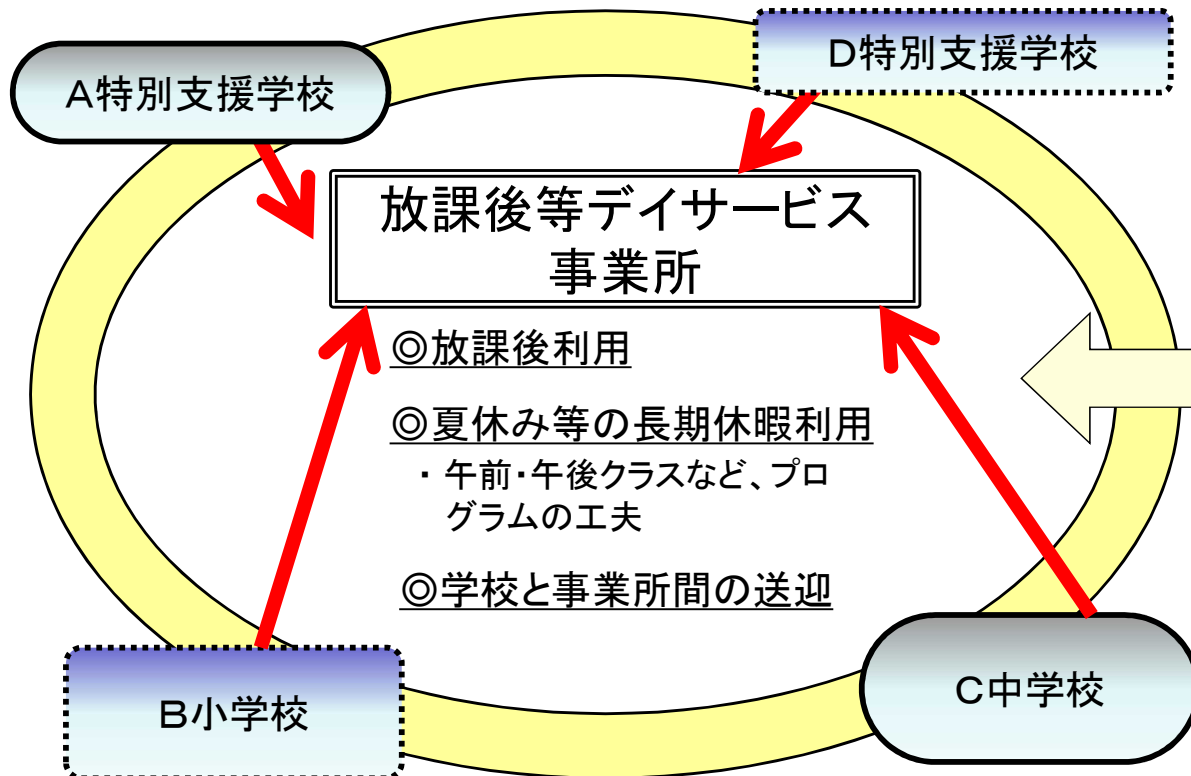 A特別支援学校
D特別支援学校
放課後等デイサービス
事業所
◎放課後利用
◎夏休み等の長期休暇利用
・ 午前・午後クラスなど、プロ
グラムの工夫
◎学校と事業所間の送迎
B小学校
C中学校